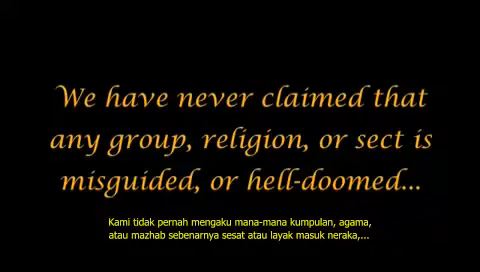 We have never claimed that
any group, religion, or sect is
misguided, or hell-doomed...
Kami tidak pernah mengaku mana-mana kumpulan, agama,
atau mazhab sebenarnya sesat atau layak masuk neraka,...